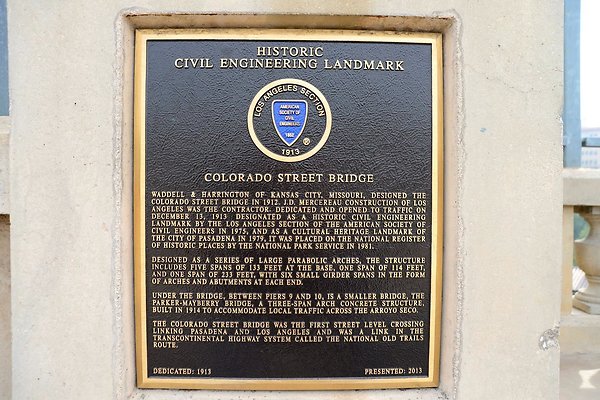 HISTORIC
CIVIL ENGINEERING LANDMARK
LOS ANGELES SECTION
AMERICAN
SOCIETY OF
CIVIL
ENGINEERS
1852
®
1913
COLORADO STREET BRIDGE
WADDELL & HARRINGTON OF KANSAS CITY, MISSOURI, DESIGNED THE
COLORADO STREET BRIDGE IN 1912. J.D. MERCEREAU CONSTRUCTION OF LOS
ANGELES WAS THE CONTRACTOR. DEDICATED AND OPENED TO TRAFFIC ON
DECEMBER 13, 1913. DESIGNATED AS A HISTORIC CIVIL ENGINEERING
LANDMARK BY THE LOS ANGELES SECTION OF THE AMERICAN SOCIETY OF
CIVIL ENGINEERS IN 1975, AND AS A CULTURAL HERITAGE LANDMARK OF
THE CITY OF PASADENA IN 1979, IT WAS PLACED ON THE NATIONAL REGISTER
OF HISTORIC PLACES BY THE NATIONAL PARK SERVICE IN 1981.
DESIGNED AS A SERIES OF LARGE PARABOLIC ARCHES, THE STRUCTURE
INCLUDES FIVE SPANS OF 133 FEET AT THE BASE, ONE SPAN OF 114 FEET,
AND ONE SPAN OF 233 FEET, WITH SIX SMALL GIRDER SPANS IN THE FORM
OF ARCHES AND ABUTMENTS AT EACH END.
UNDER THE BRIDGE, BETWEEN PIERS 9 AND 10, IS A SMALLER BRIDGE, THE
PARKER-MAYBERRY BRIDGE, A THREE-SPAN ARCH CONCRETE STRUCTURE,
BUILT IN 1914 TO ACCOMMODATE LOCAL TRAFFIC ACROSS THE ARROYO SECO.
THE COLORADO STREET BRIDGE WAS THE FIRST STREET LEVEL CROSSING
LINKING PASADENA AND LOS ANGELES AND WAS A LINK IN THE
TRANSCONTINENTAL HIGHWAY SYSTEM CALLED THE NATIONAL OLD TRAILS
ROUTE.
DEDICATED: 1913
PRESENTED: 2013